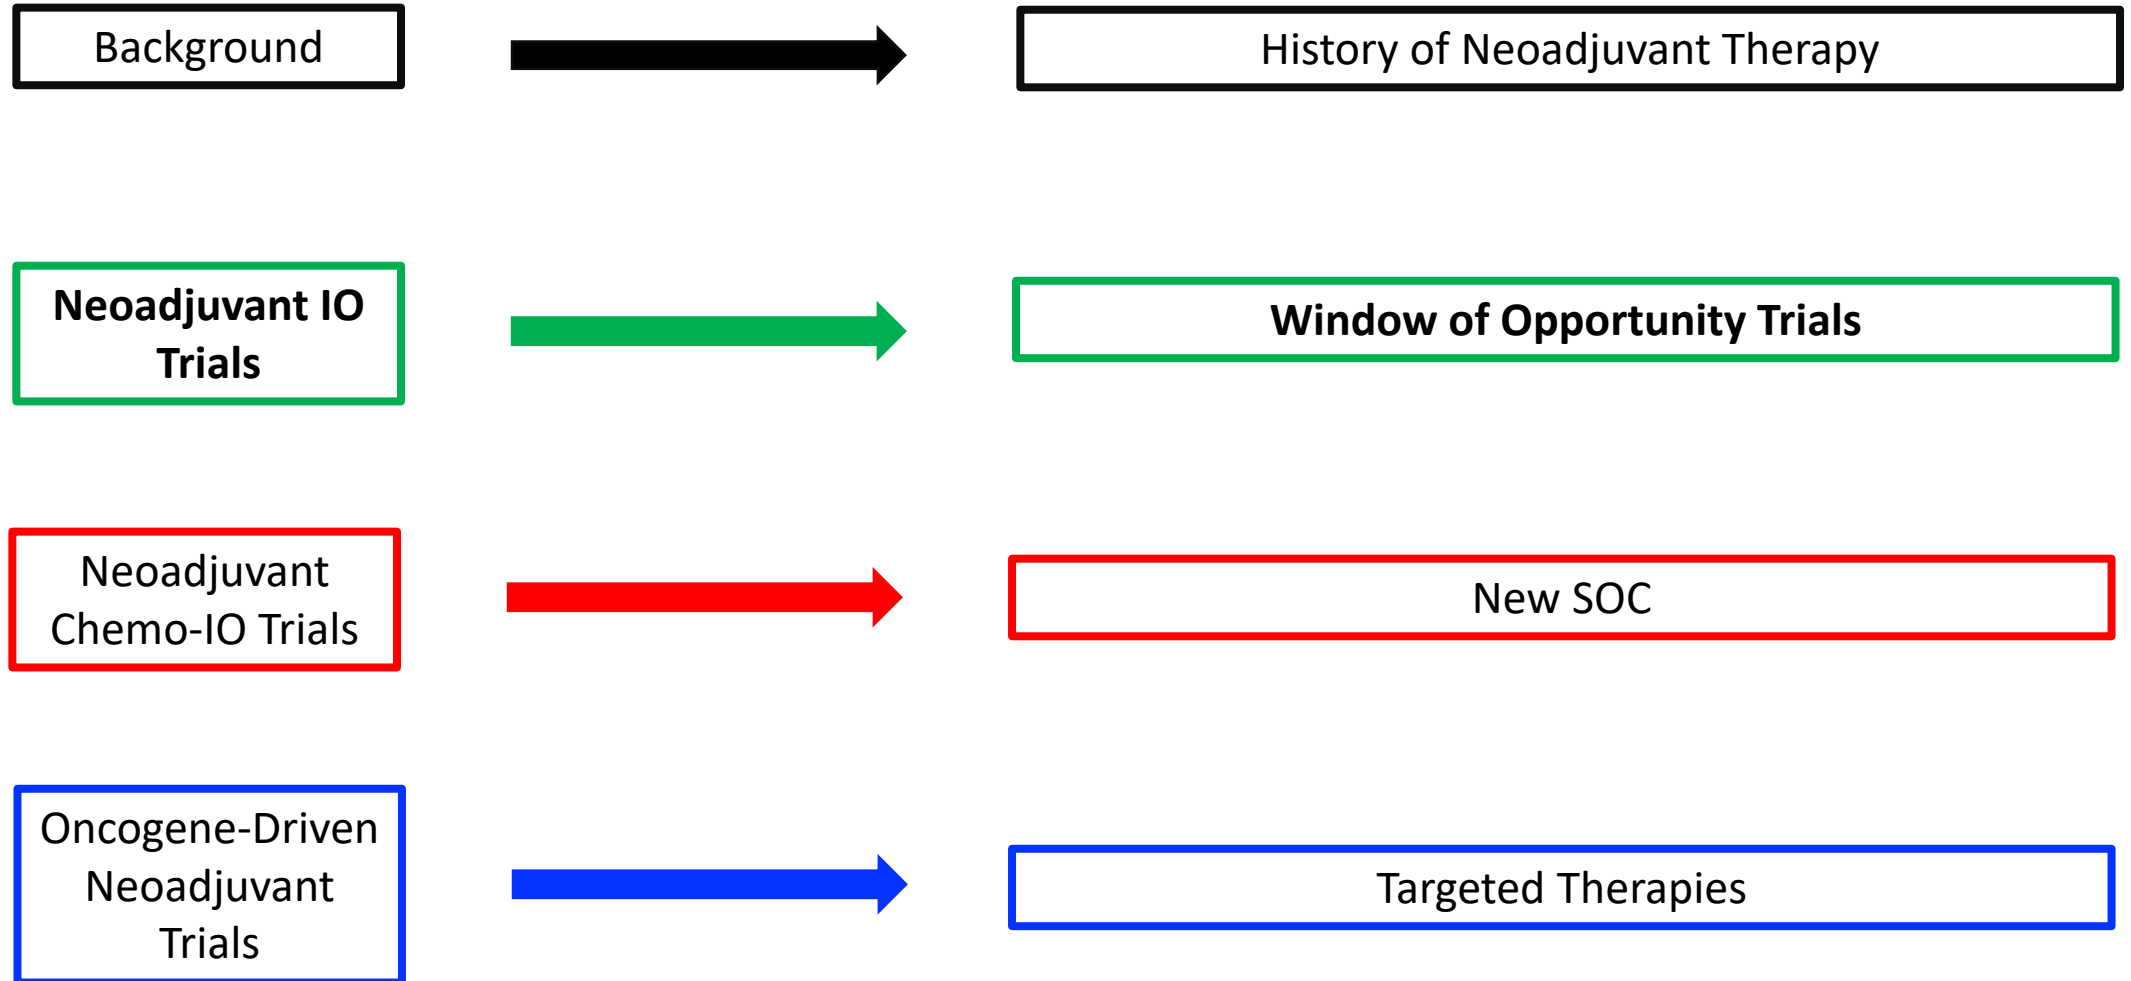 Background
History of Neoadjuvant Therapy
Neoadjuvant IO
Trials
Window of Opportunity Trials
Neoadjuvant
Chemo-IO Trials
New SOC
Oncogene-Driven
Neoadjuvant
Trials
Targeted Therapies